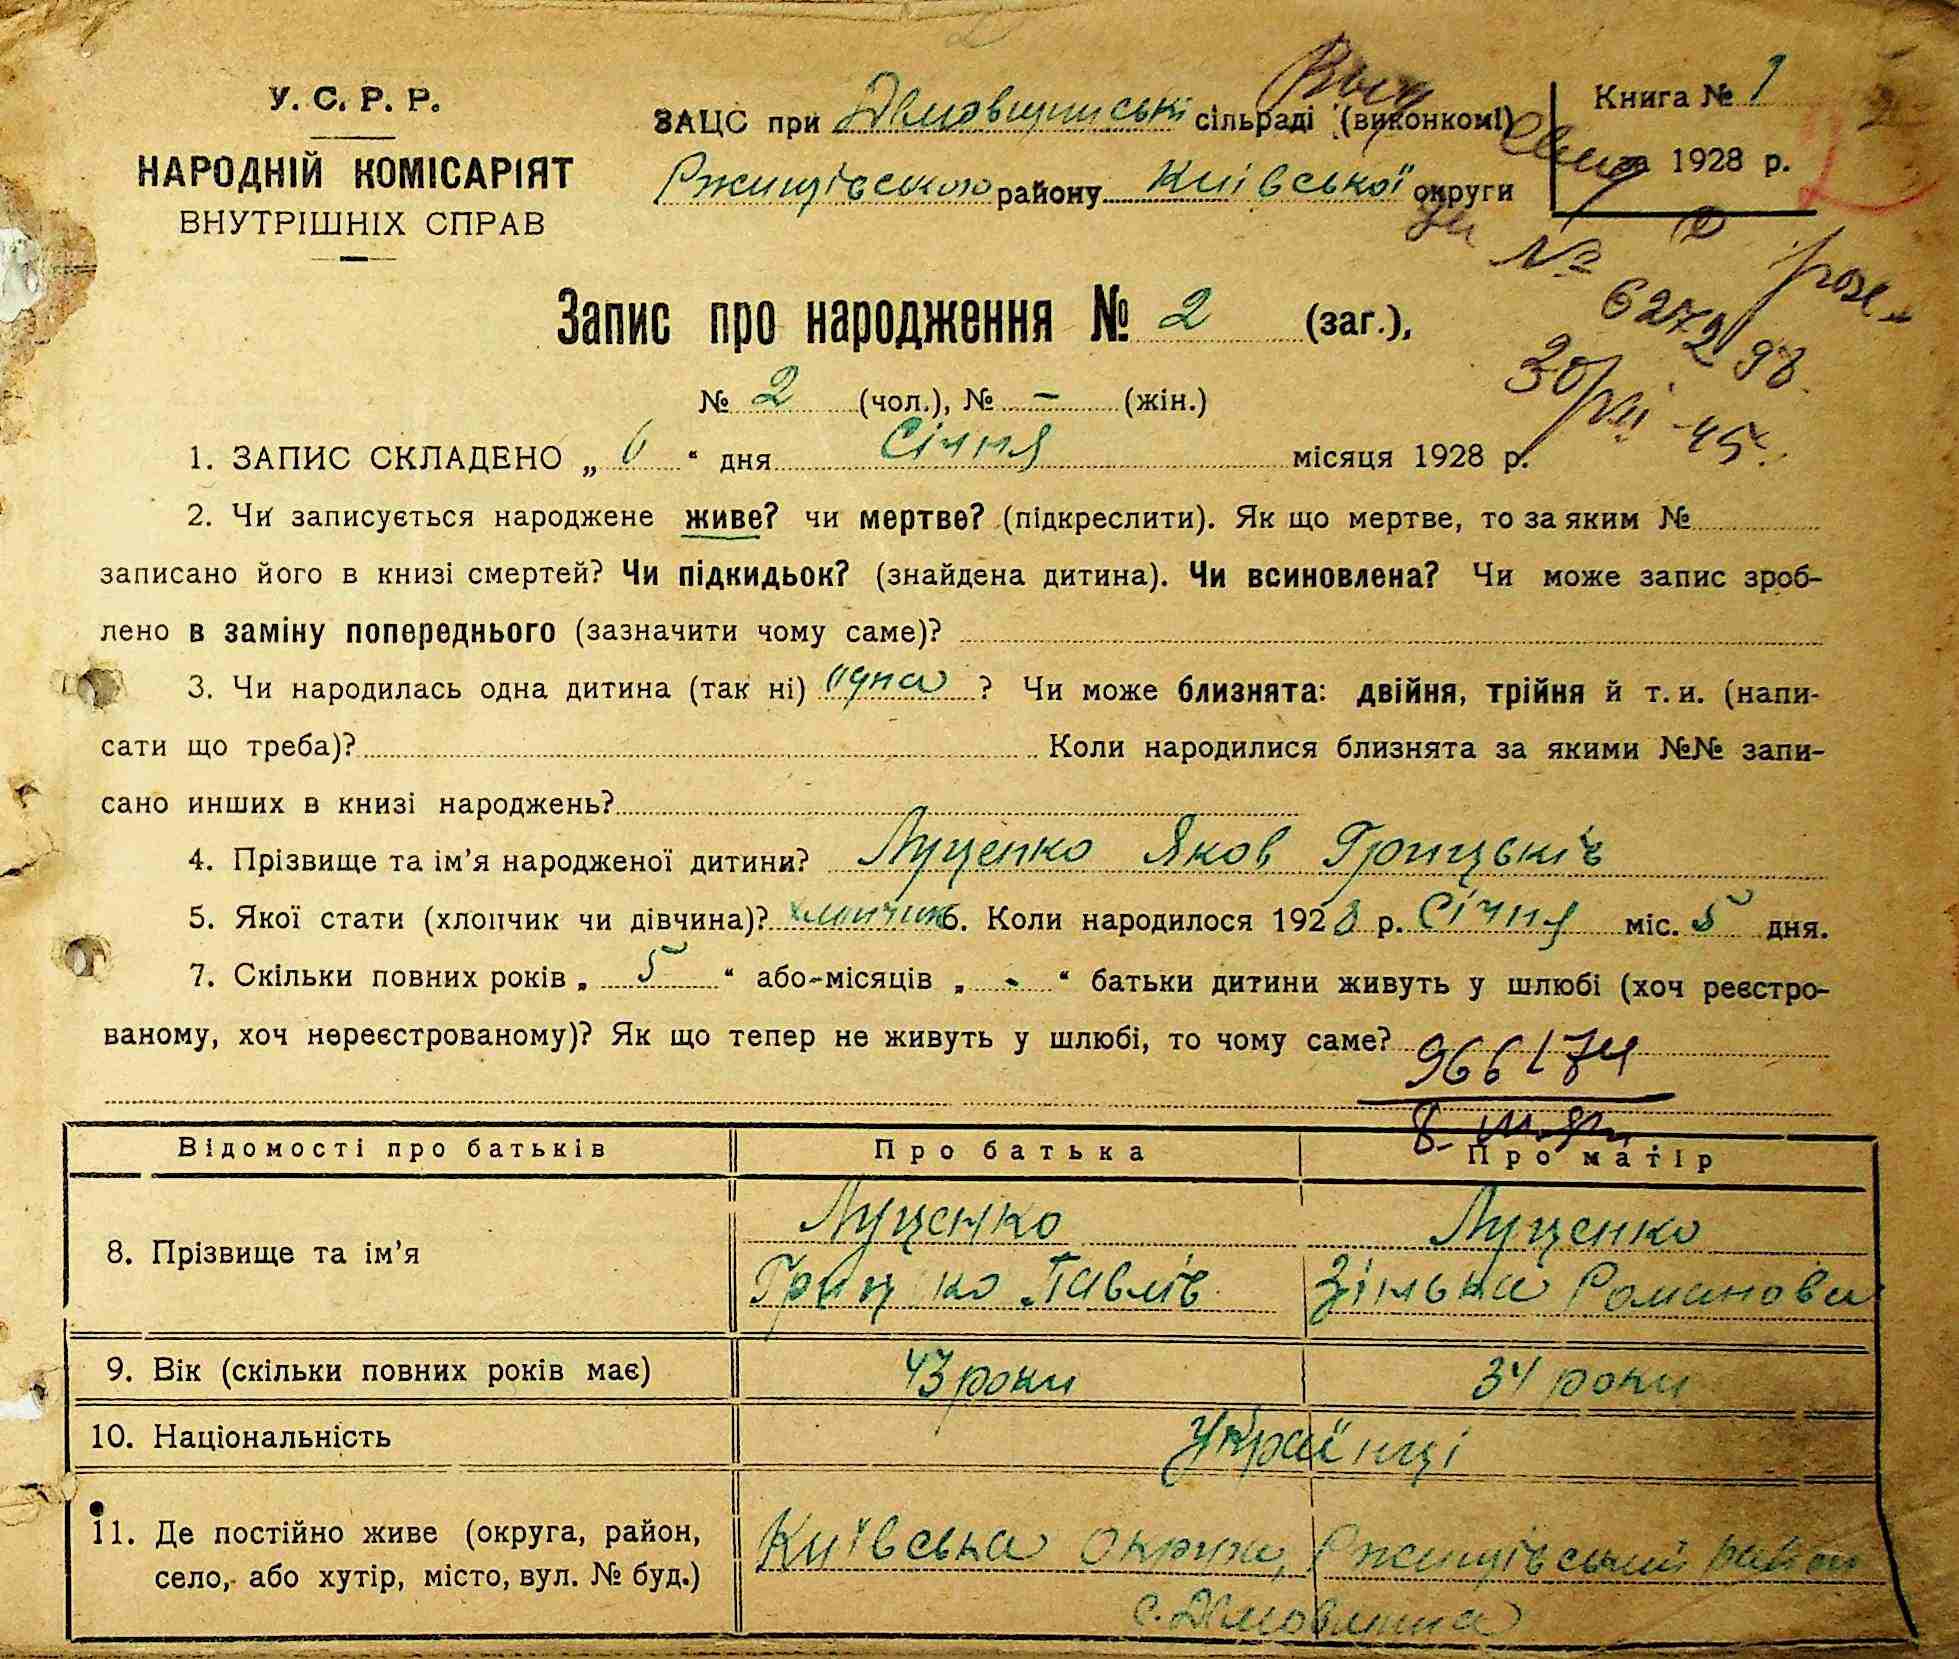 У. С. Р. Р.
НАРОДНІЙ КОМІСАРІЯТ
ВНУТРІШНІХ СПРАВ
ЗАЦС при сільраді (виконкомі)
Ржищівського району Київської округи
Книга № 1
за 1928 р.
№
627298
30/VII-45.
Запис про народження № 2 (заг.),
№ 2 (чол.), № - (жін.)
1. ЗАПИС СКЛАДЕНО „ 6 “ дня Січня місяця 1928 р.
2. Чи записується народжене живе? чи мертве? (підкреслити). Як що мертве, то за яким №
записано його в книзі смертей? Чи підкидьок? (знайдена дитина). Чи всиновлена? Чи може запис зроб-
лено в заміну попереднього (зазначити чому саме)?
3. Чи народилась одна дитина (так ні) одна ? Чи може близнята: двійня, трійня й т. и. (напи-
сати що треба)? Коли народилися близнята за якими №№ запи-
сано инших в книзі народжень?
4. Прізвище та ім’я народженої дитини? Луценко Яков Грицьків
5. Якої стати (хлопчик чи дівчина)? хлопчик 6. Коли народилося 1928 р. Січня міс. 5 дня.
7. Скільки повних років „ 5 “ або-місяців „ - “ батьки дитини живуть у шлюбі (хоч реєстро-
ваному, хоч нереєстрованому)? Як що тепер не живуть у шлюбі, то чому саме?
Відомості про батьків Про батька Про матір
8. Прізвище та ім’я
Луценко Луценко
Грицько Павлів Зінька Романова
9. Вік (скільки повних років має) 43 роки 34 роки
10. Національність Українці
11. Де постійно живе (округа, район,
село, або хутір, місто, вул. № буд.)
Київська округа, Ржищівський район
с.